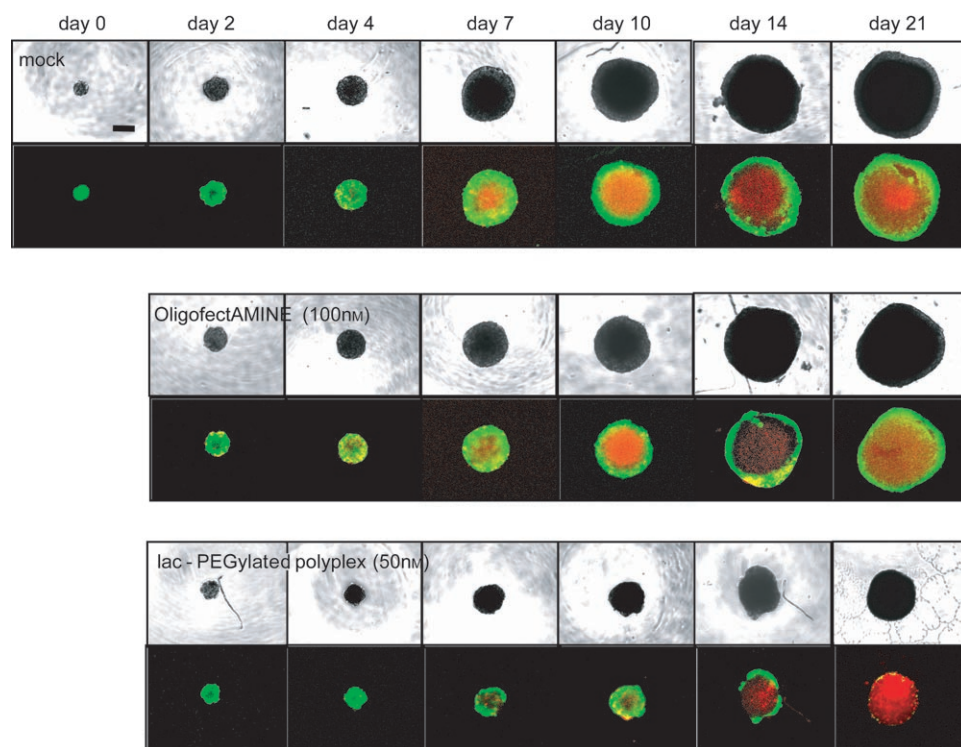 day 0 day 2 day 4 day 7 day 10 day 14 day 21
mock
OligofectAMINE (100nM)
lac - PEGylated polyplex (50nM)